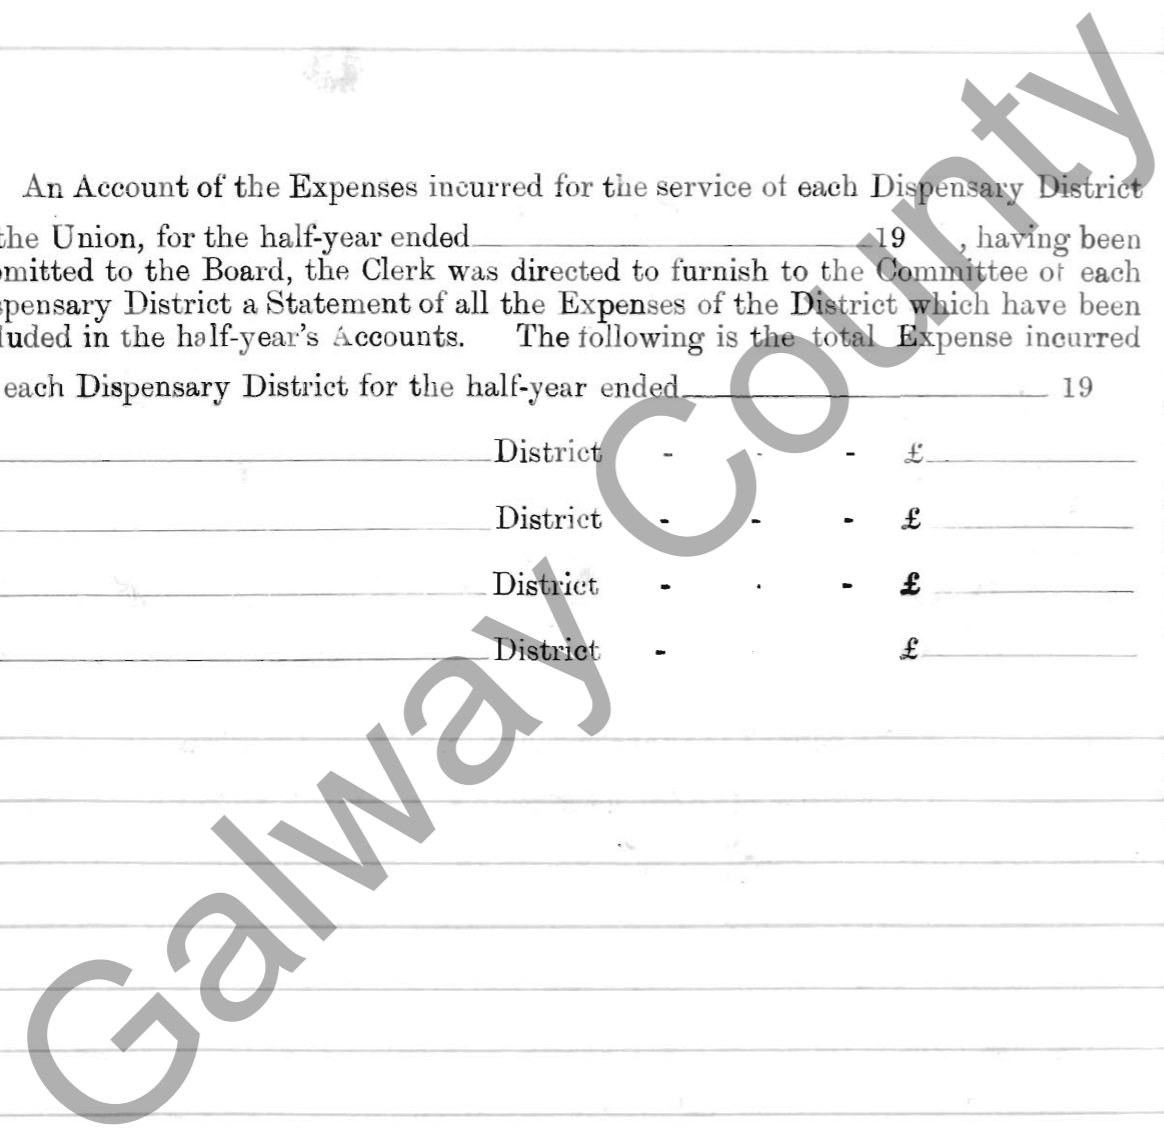 An Account of the Expenses incurred for the service of each Dispensary District
the Union, for the half-year ended 19 , having been
mitted to the Board, the Clerk was directed to furnish to the Committee of each
pensary District a Statement of all the Expenses of the District which have been
luded in the half-year's Accounts. The following is the total Expense incurred
each Dispensary District for the half-year ended 19
District - - - £
District - - - £
District - - - £
District - £
Galway County